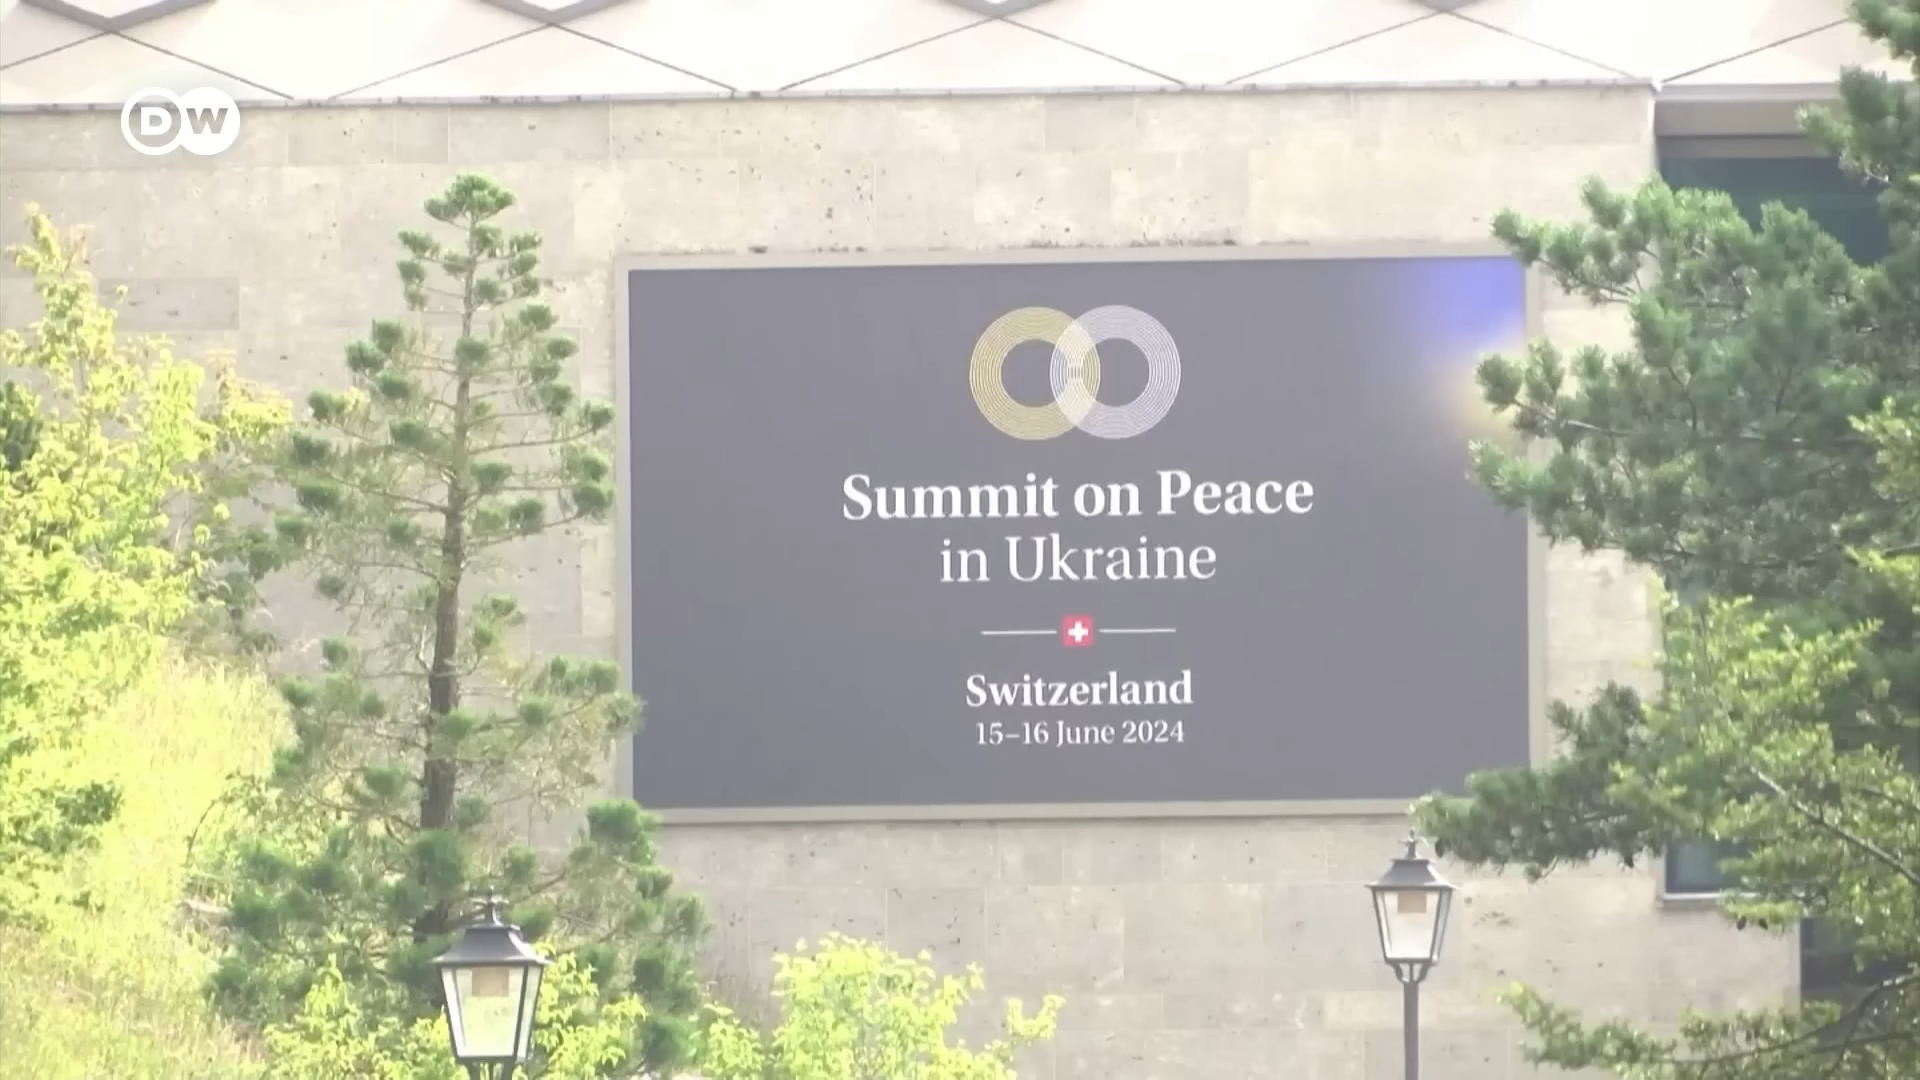 DW
Summit on Peace
in Ukraine
Switzerland
15–16 June 2024